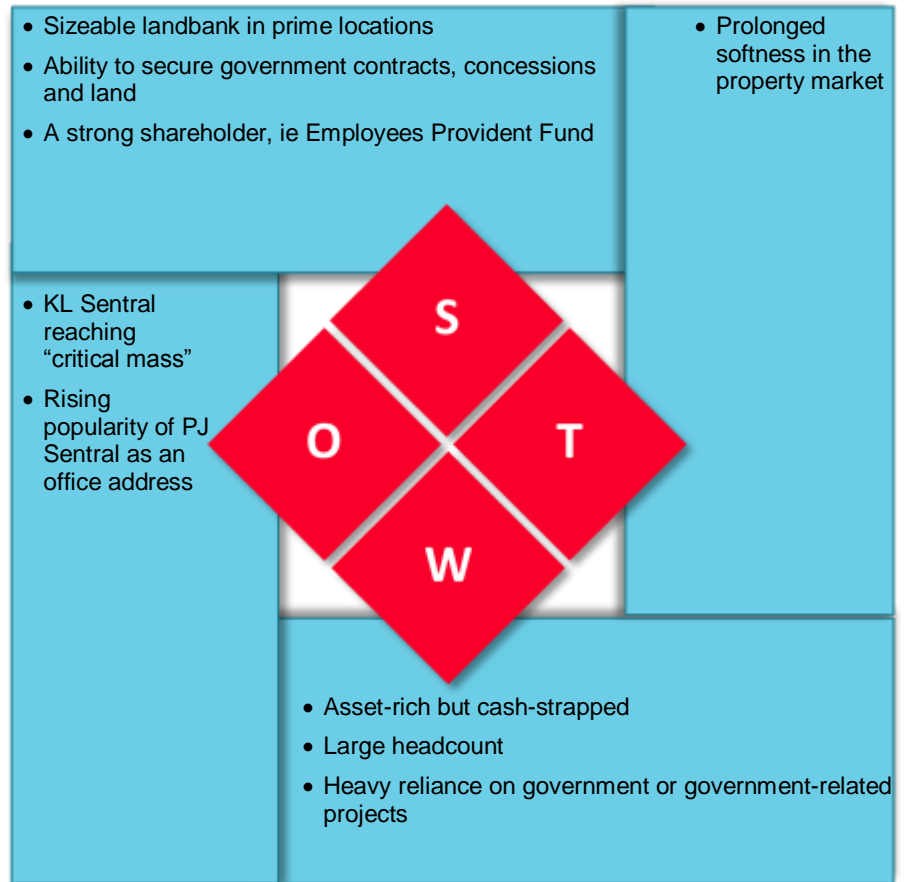 • Sizeable landbank in prime locations
• Ability to secure government contracts, concessions
and land
• A strong shareholder, ie Employees Provident Fund
• Prolonged
softness in the
property market
S
• KL Sentral
reaching
“critical mass”
• Rising
popularity of PJ
Sentral as an
office address
O
T
W
• Asset-rich but cash-strapped
• Large headcount
• Heavy reliance on government or government-related
projects